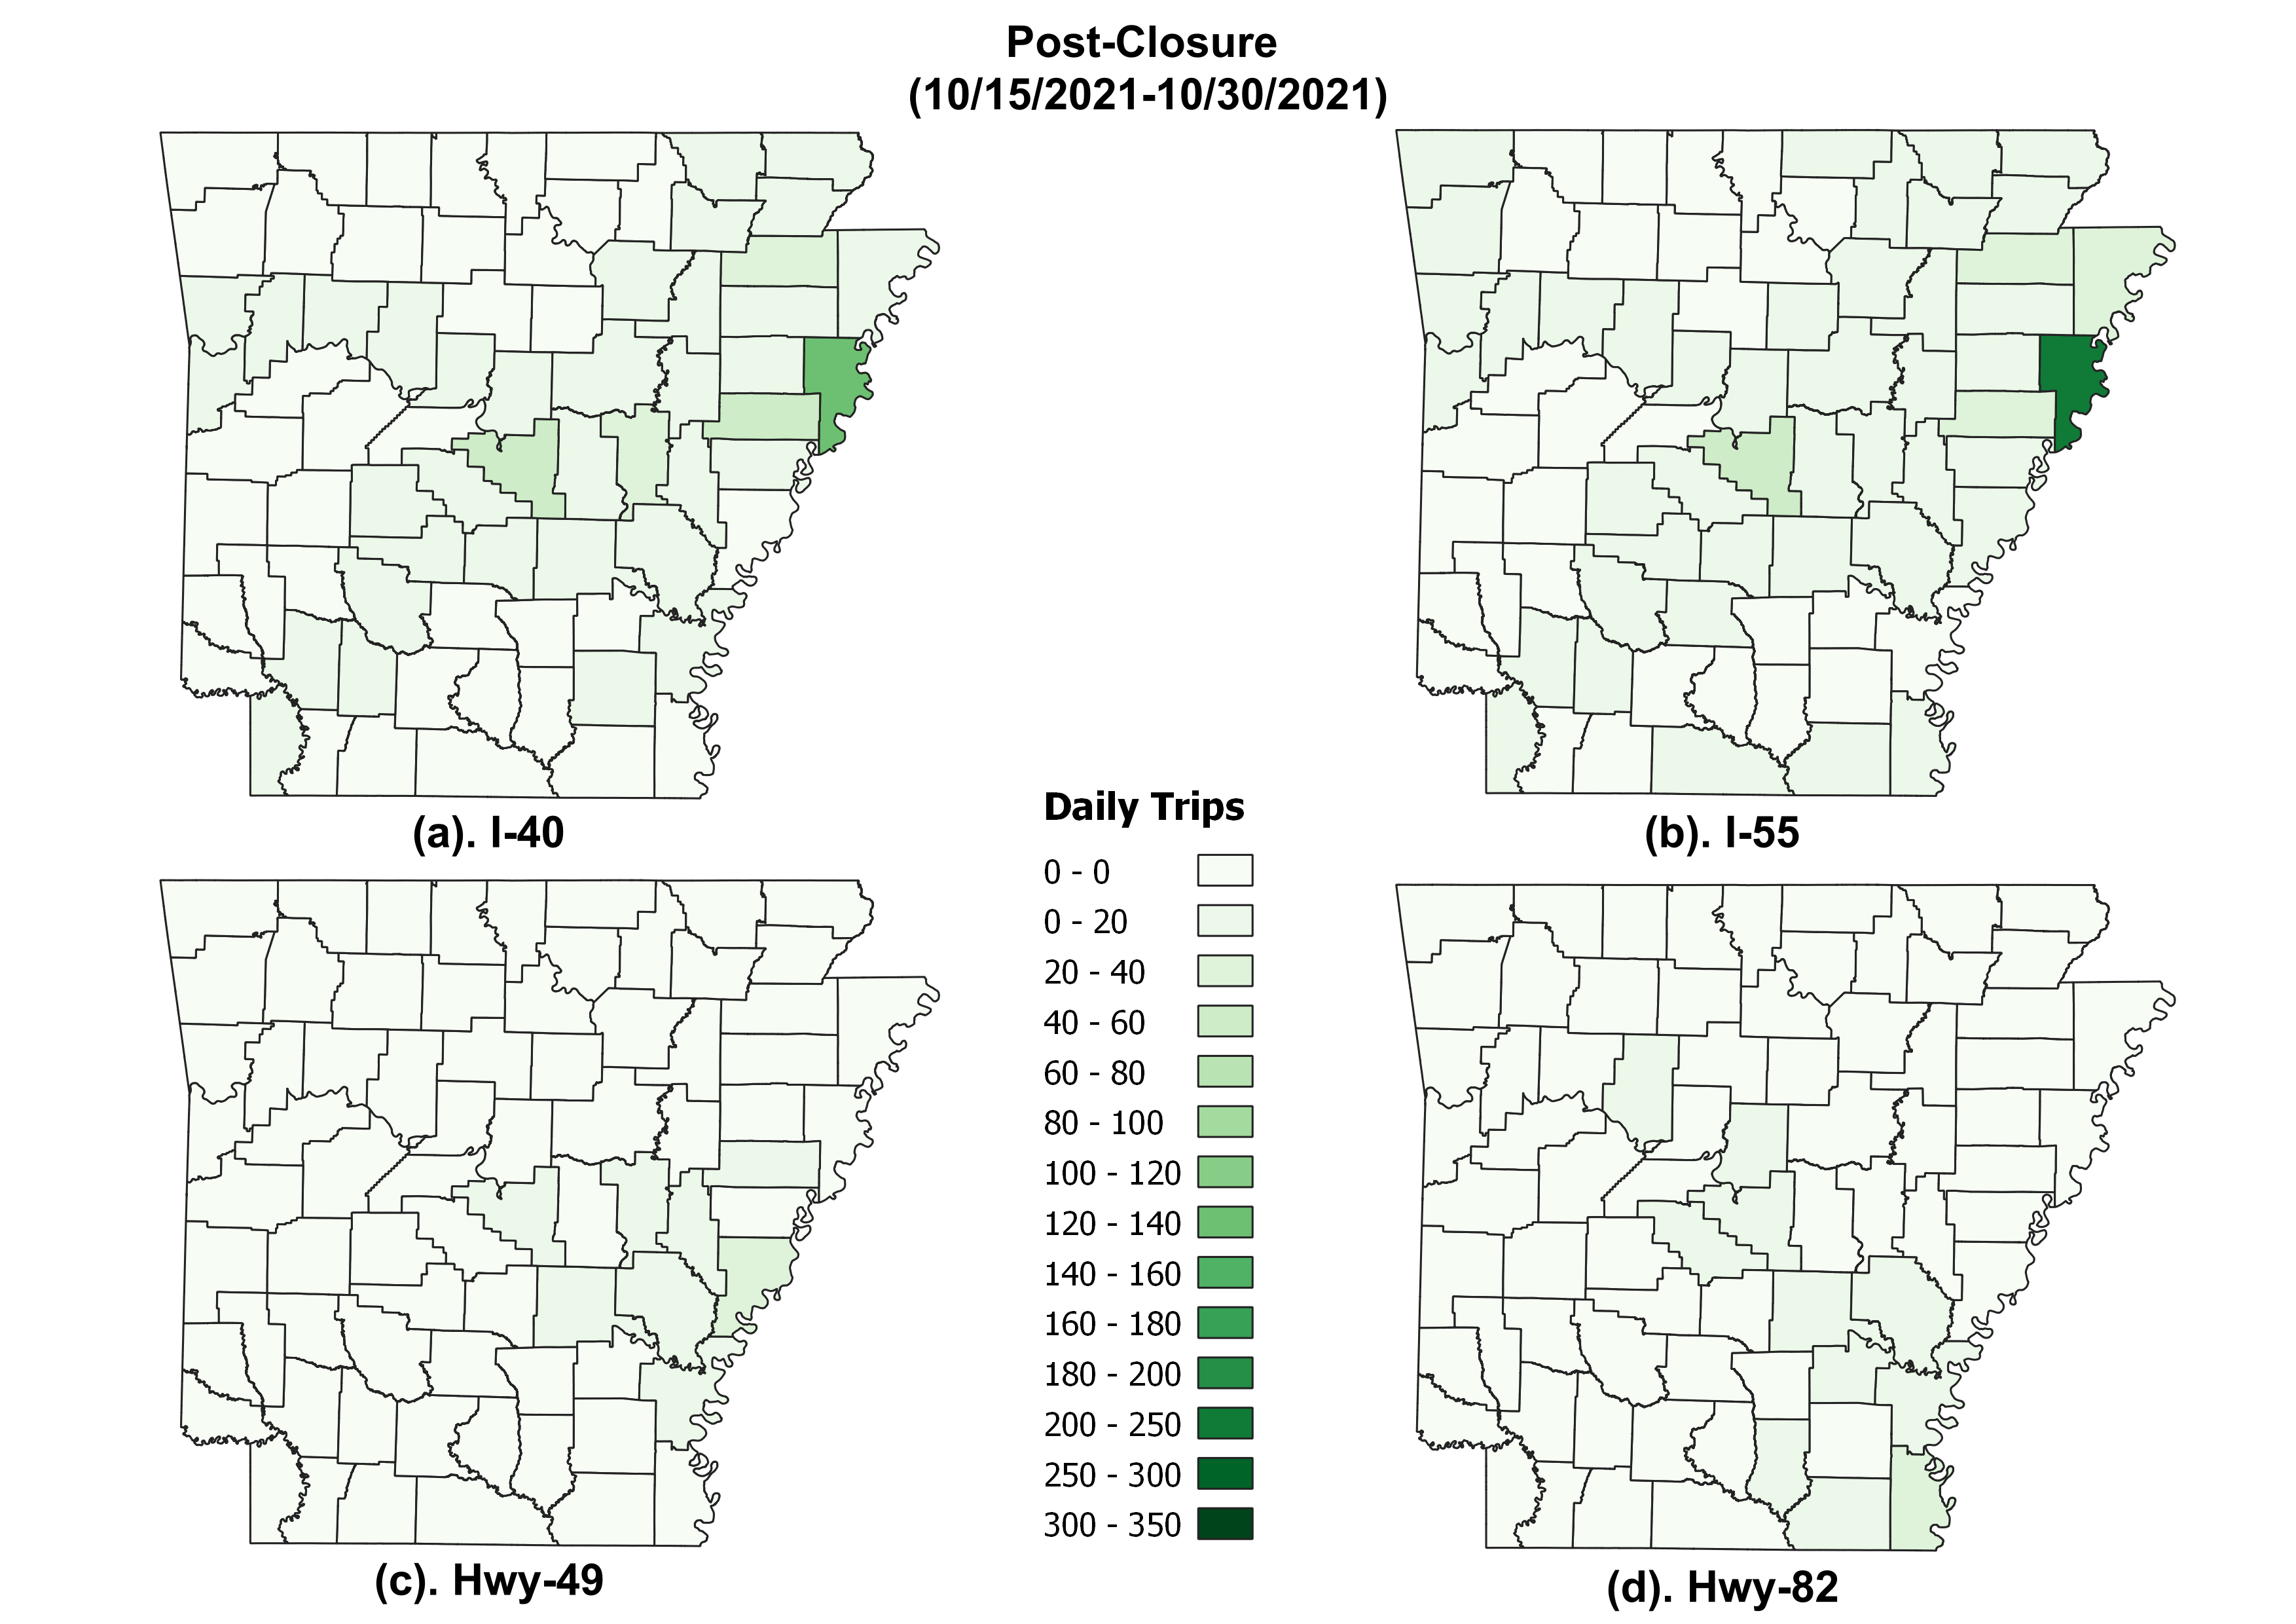 Post-Closure
(10/15/2021-10/30/2021)
(a). I-40
(b). I-55
Daily Trips
0 - 0
0 - 20
20 - 40
40 - 60
60 - 80
80 - 100
100 - 120
120 - 140
140 - 160
160 - 180
180 - 200
200 - 250
250 - 300
300 - 350
(c). Hwy-49
(d). Hwy-82